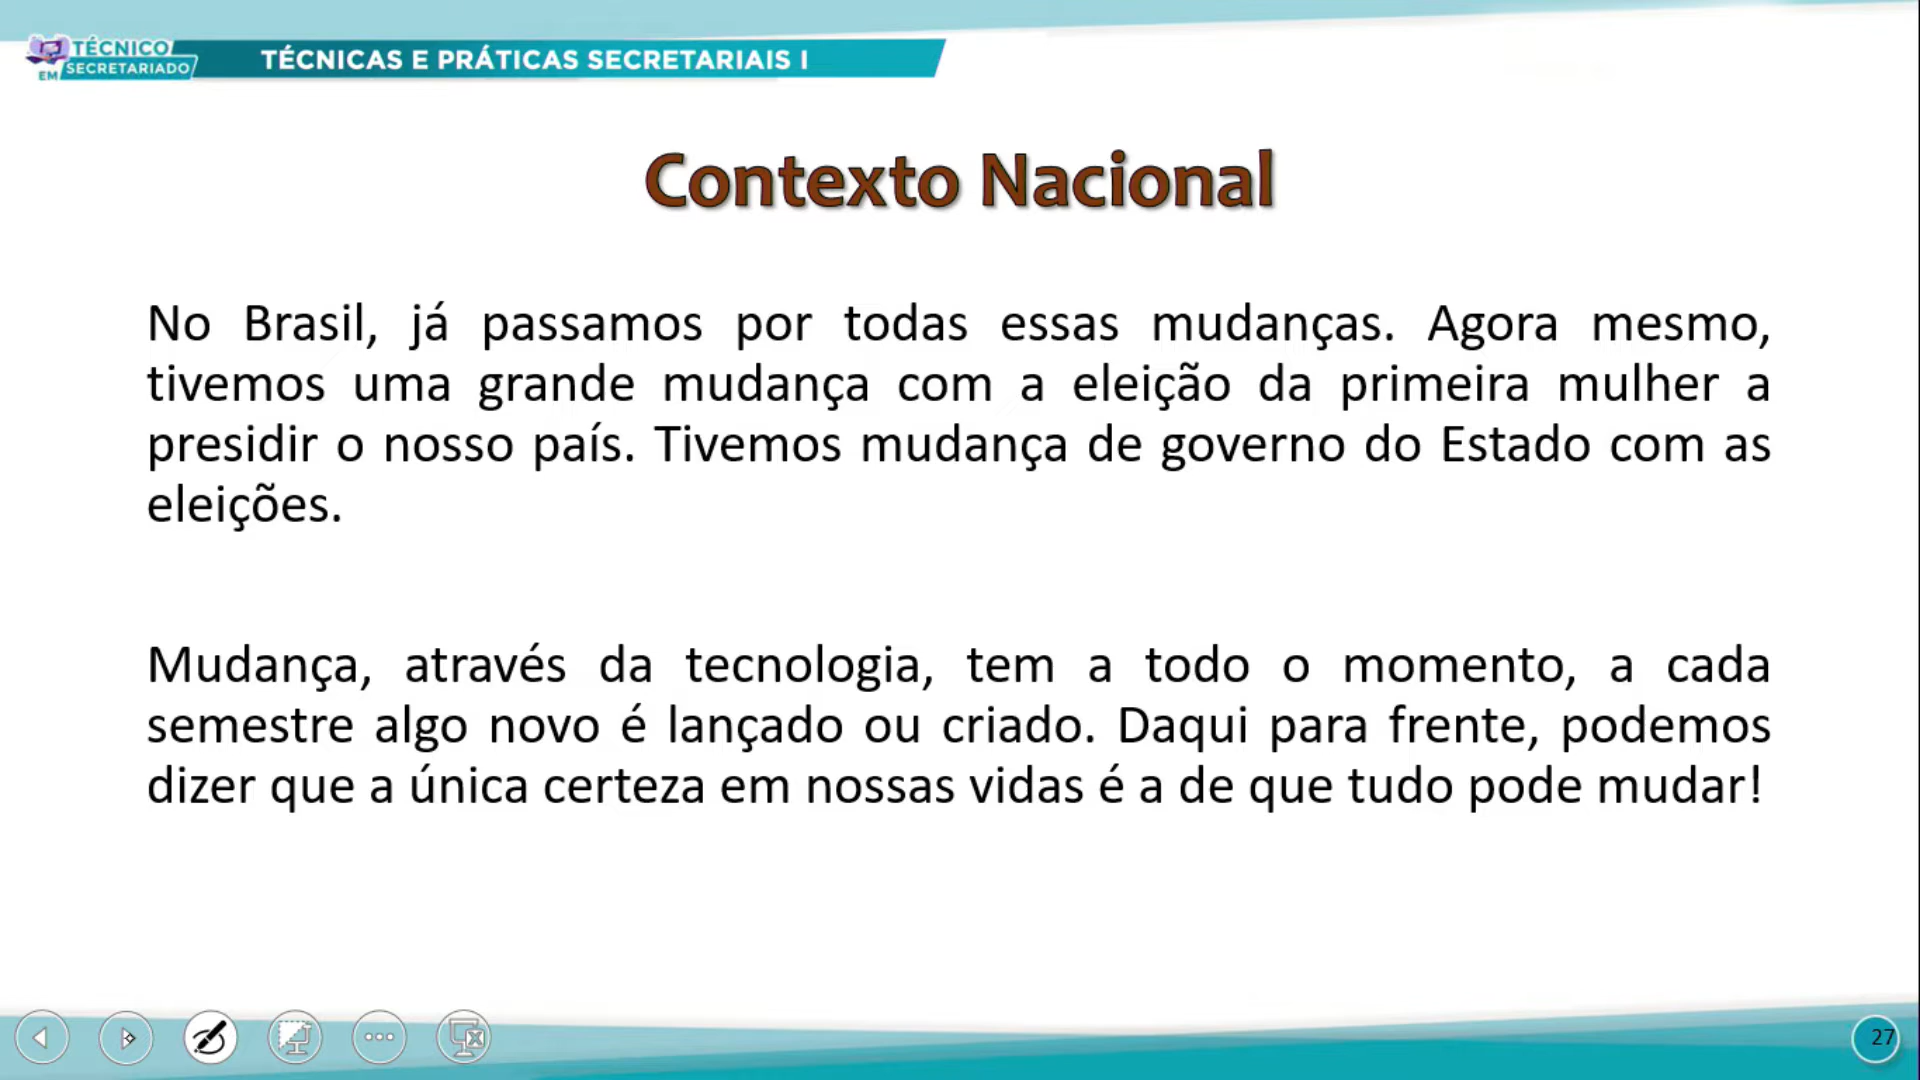 TÉCNICO
EM SECRETARIADO
TÉCNICAS E PRÁTICAS SECRETARIAIS I
Contexto Nacional
No Brasil, já passamos por todas essas mudanças. Agora mesmo,
tivemos uma grande mudança com a eleição da primeira mulher a
presidir o nosso país. Tivemos mudança de governo do Estado com as
eleições.
Mudança, através da tecnologia, tem a todo o momento, a cada
semestre algo novo é lançado ou criado. Daqui para frente, podemos
dizer que a única certeza em nossas vidas é a de que tudo pode mudar!
27